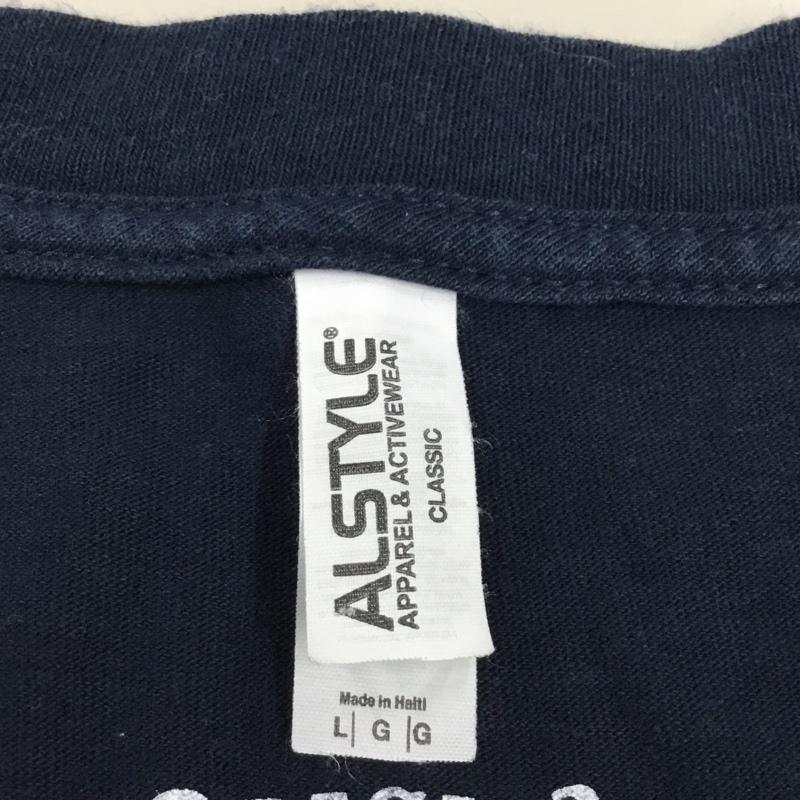 ALSTYLE®
APPAREL & ACTIVEWEAR
CLASSIC
Made in Haiti
L| G |G